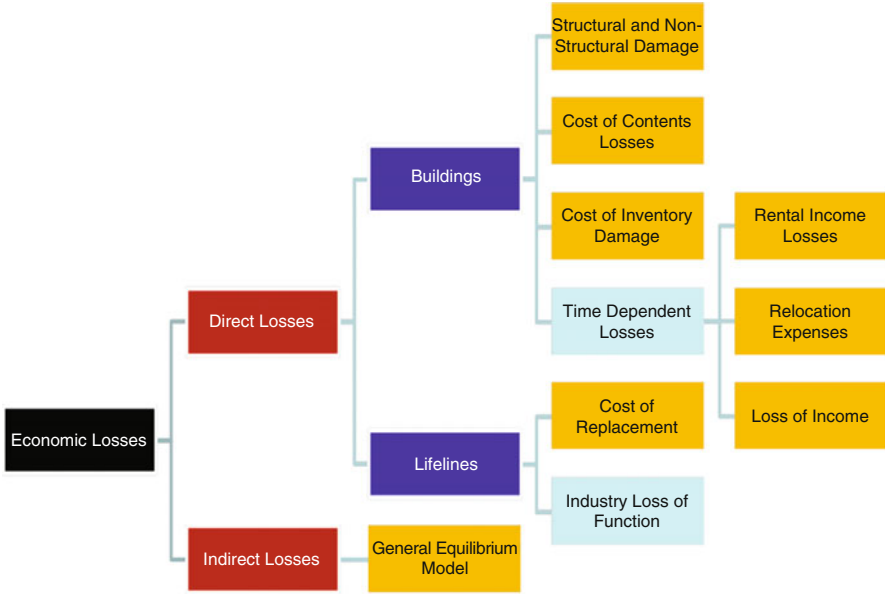 Economic Losses
Direct Losses
Indirect Losses
Buildings
Lifelines
General Equilibrium
Model
Structural and Non-
Structural Damage
Cost of Contents
Losses
Cost of Inventory
Damage
Time Dependent
Losses
Cost of
Replacement
Industry Loss of
Function
Rental Income
Losses
Relocation
Expenses
Loss of Income